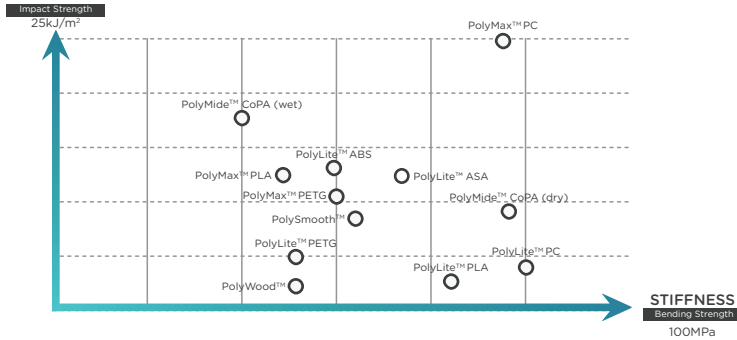 Impact Strength
25kJ/m²
PolyMax™ PC
PolyMide™ CoPA (wet)
PolyLite™ ABS
PolyMax™ PLA
PolyLite™ ASA
PolyMax™ PETG
PolyMide™ CoPA (dry)
PolySmooth™
PolyLite™ PETG
PolyLite™ PC
PolyLite™ PLA
PolyWood™
STIFFNESS
Bending Strength
100MPa